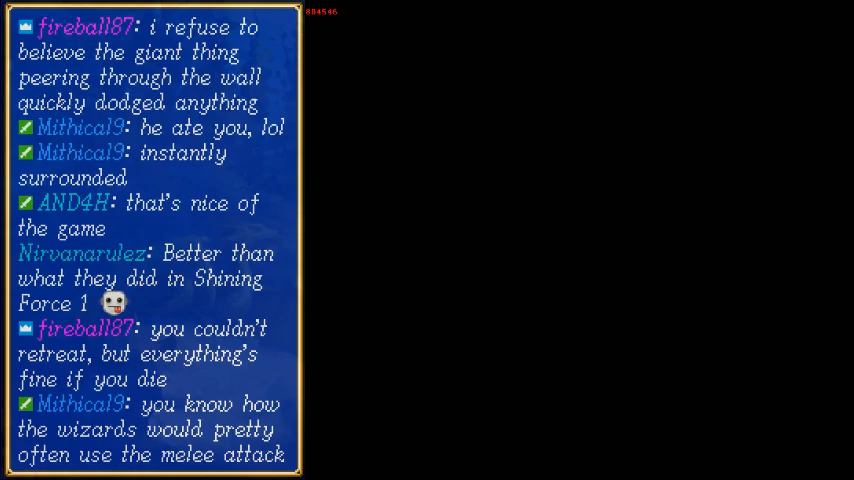 fireball87: i refuse to
believe the giant thing
peering through the wall
quickly dodged anything
Mithical9: he ate you, lol
Mithical9: instantly
surrounded
AND4H: that's nice of
the game
Nirvanarulez: Better than
what they did in Shining
Force 1
fireball87: you couldn't
retreat, but everything's
fine if you die
Mithical9: you know how
the wizards would pretty
often use the melee attack
804546